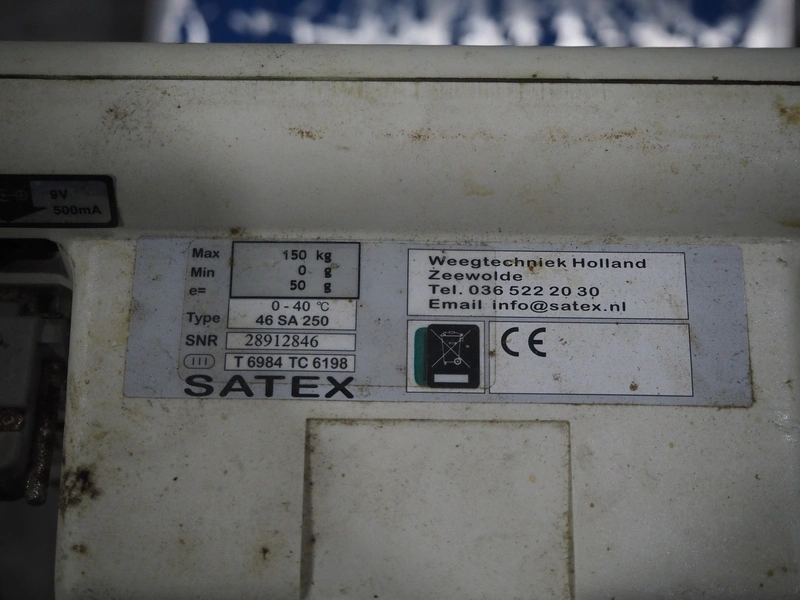 9V
500mA
Max 150 kg
Min 0 g
e= 50 g
0 - 40 °C
Type 46 SA 250
SNR 28912846
III T 6984 TC 6198
SATEX
Weegtechniek Holland
Zeewolde
Tel. 036 522 20 30
Email info@satex.nl
CE